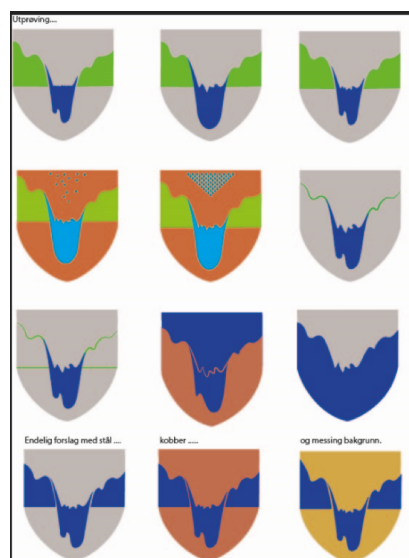 Utprøving....
Endelig forslag med stål .... kobber ..... og messing bakgrunn.